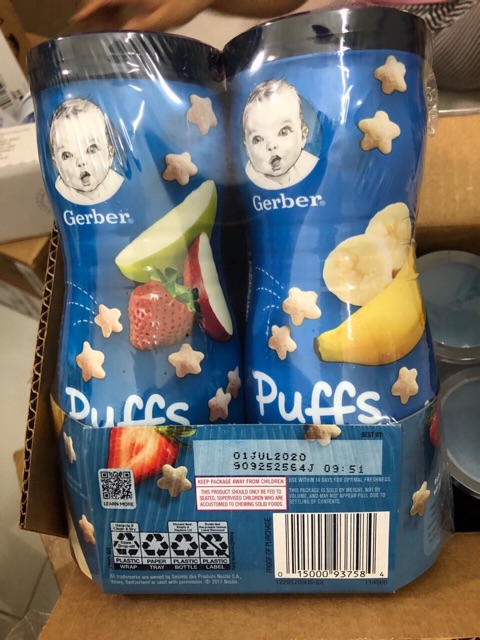 Gerber®
Gerber®
Puffs
Puffs
BEST BY:
01JUL2020
909252564J 09:51
KEEP PACKAGE AWAY FROM CHILDREN
THIS PRODUCT SHOULD ONLY BE FED TO
SEATED, SUPERVISED CHILDREN WHO ARE
ACCUSTOMED TO CHEWING SOLID FOODS.
USE WITHIN 14 DAYS FOR OPTIMAL FRESHNESS.
THIS PACKAGE IS SOLD BY WEIGHT, NOT BY
VOLUME, AND MAY NOT APPEAR FULL DUE TO
SETTLING OF CONTENTS.
LEARN MORE
PLASTIC WRAP
PAPER TRAY
PLASTIC BOTTLE
PLASTIC LABEL
PROOF OF PURCHASE
0 15000 93758 4
All trademarks are owned by Société des Produits Nestlé S.A.,
Vevey, Switzerland or used with permission. © 2017 Nestlé.